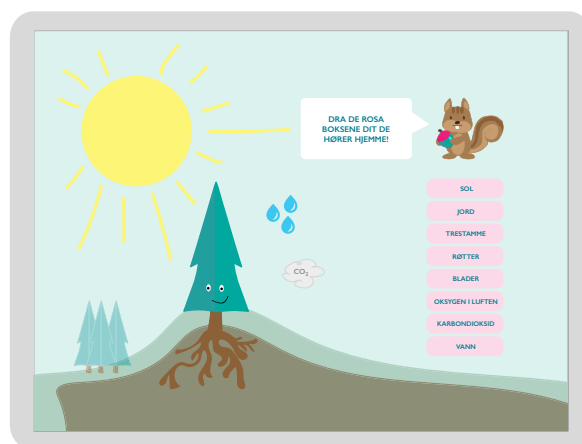 DRA DE ROSA
BOKSENE DIT DE
HØRER HJEMME!
SOL
JORD
TRESTAMME
RØTTER
BLADER
OKSYGEN I LUFTEN
KARBONDIOKSID
VANN
CO₂